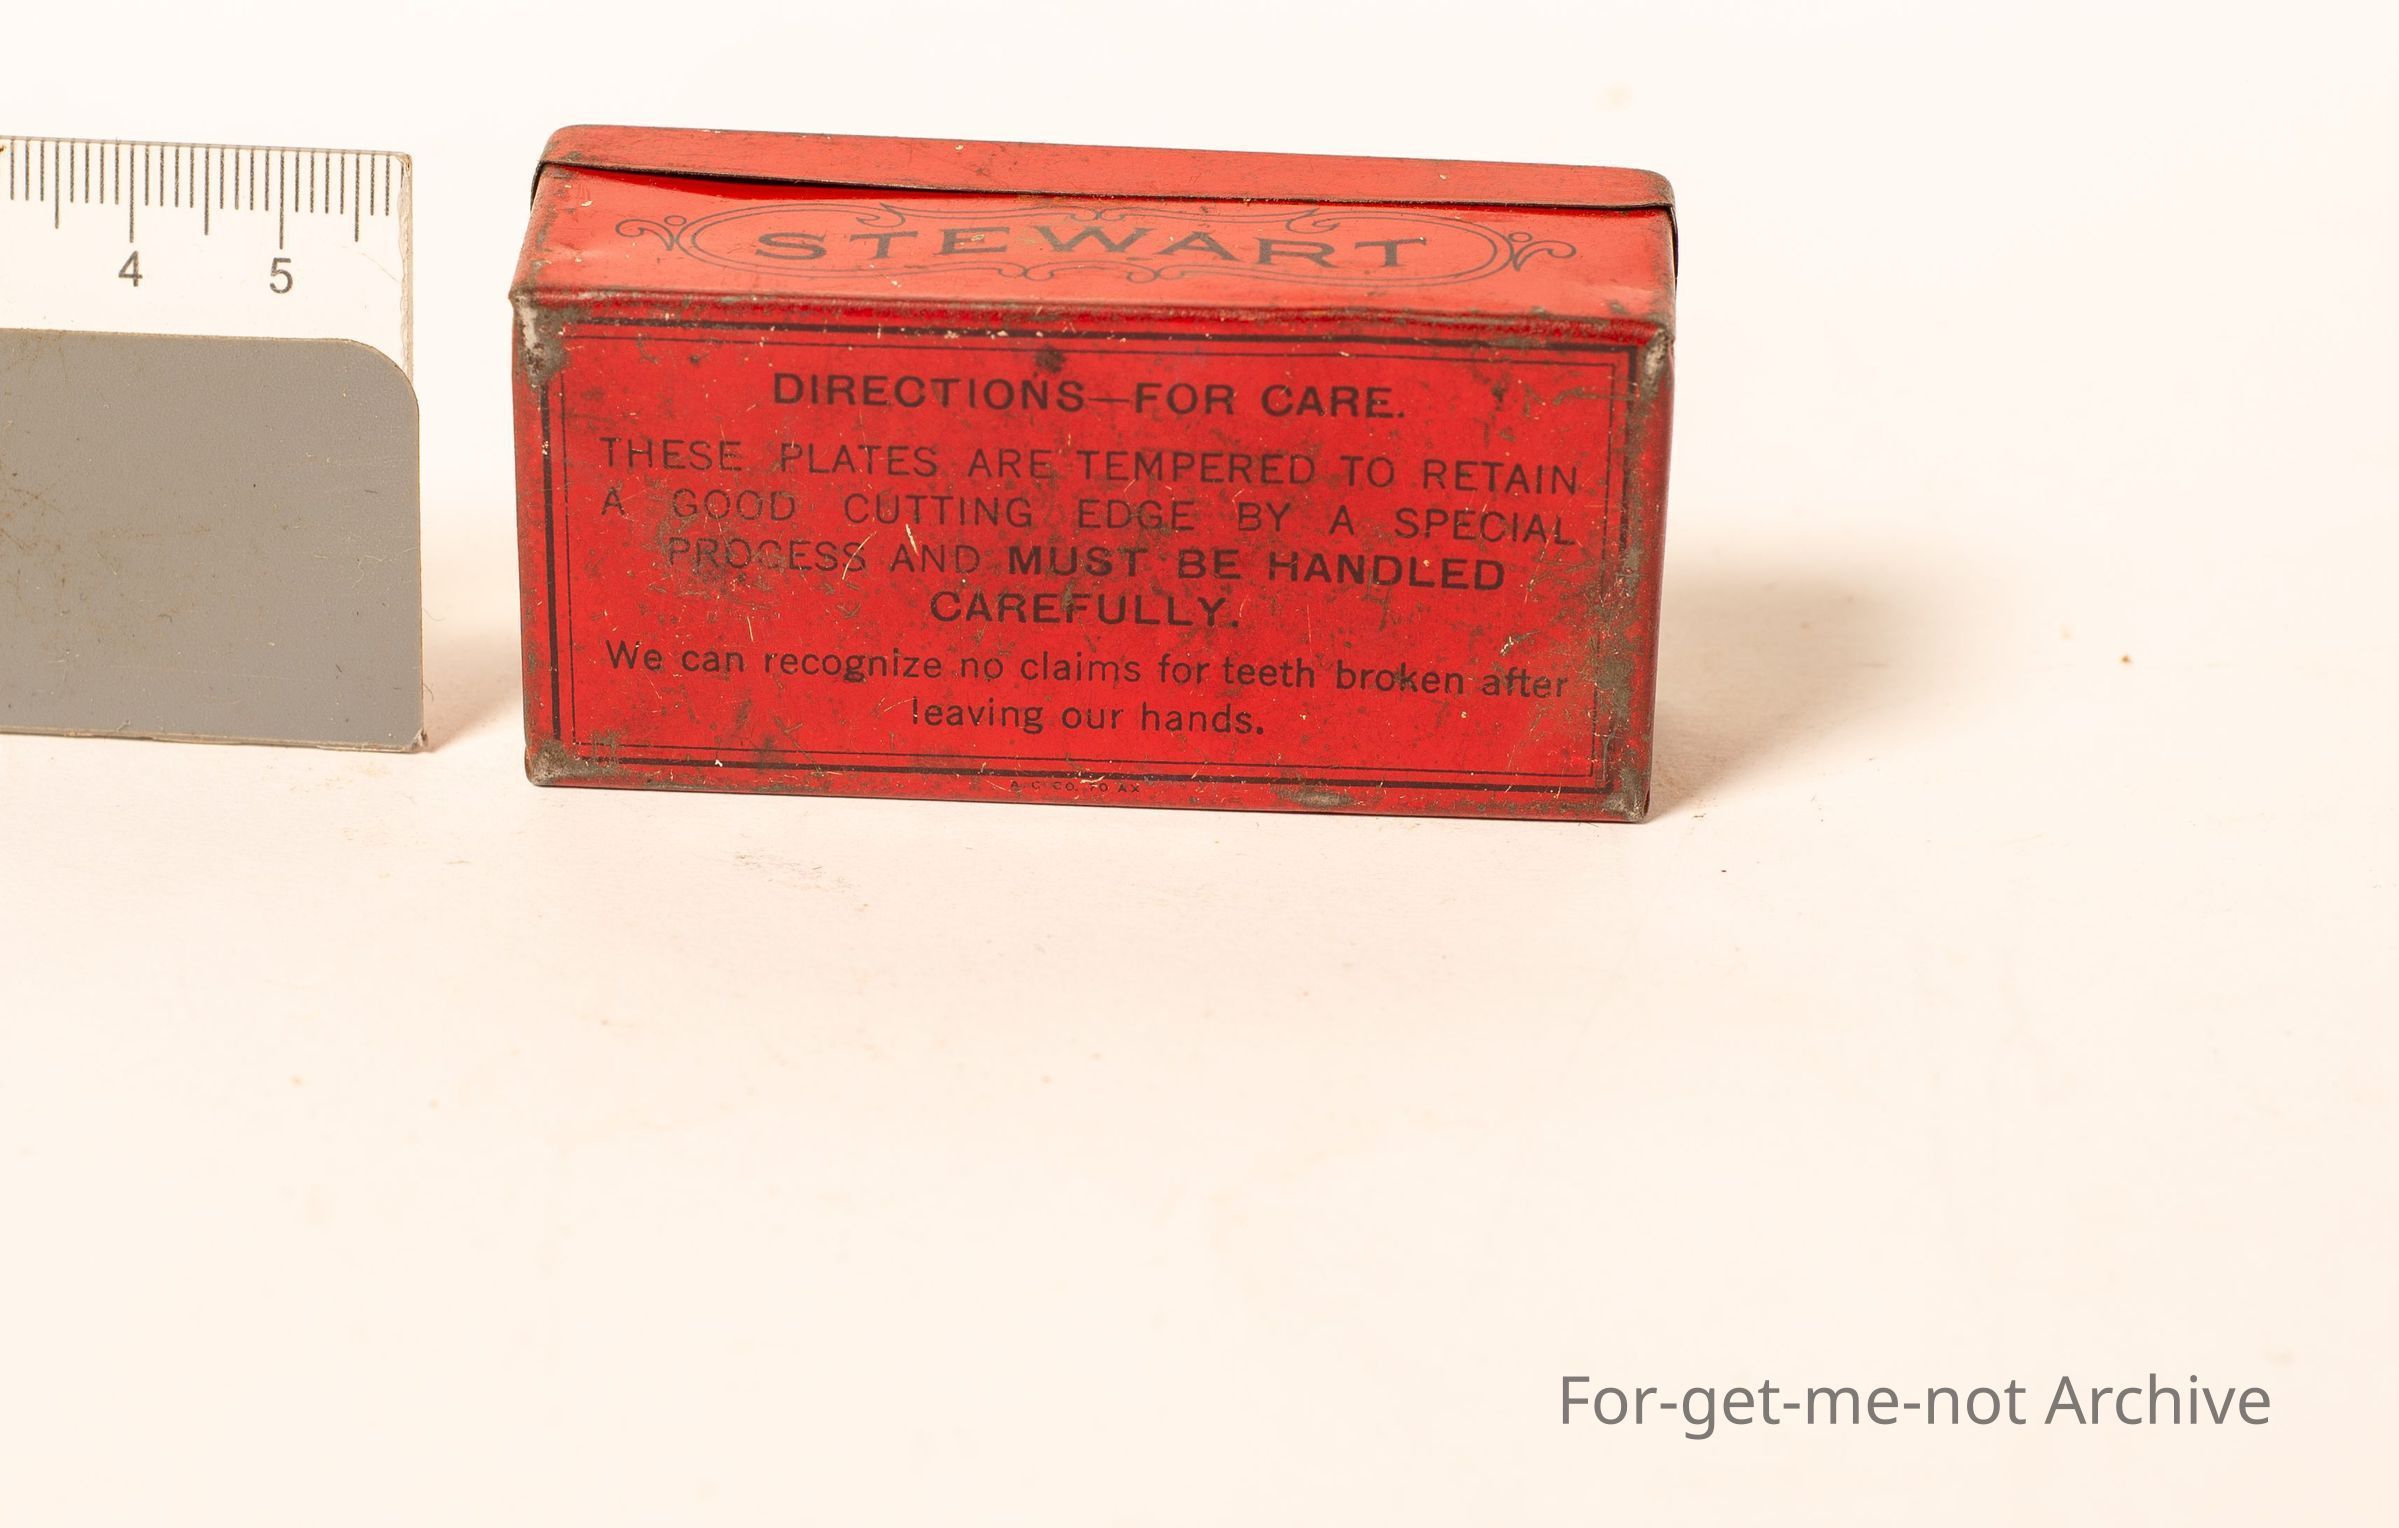 4 5
STEWART
DIRECTIONS—FOR CARE.
THESE PLATES ARE TEMPERED TO RETAIN
A GOOD CUTTING EDGE BY A SPECIAL
PROCESS AND MUST BE HANDLED
CAREFULLY.
We can recognize no claims for teeth broken after
leaving our hands.
For-get-me-not Archive